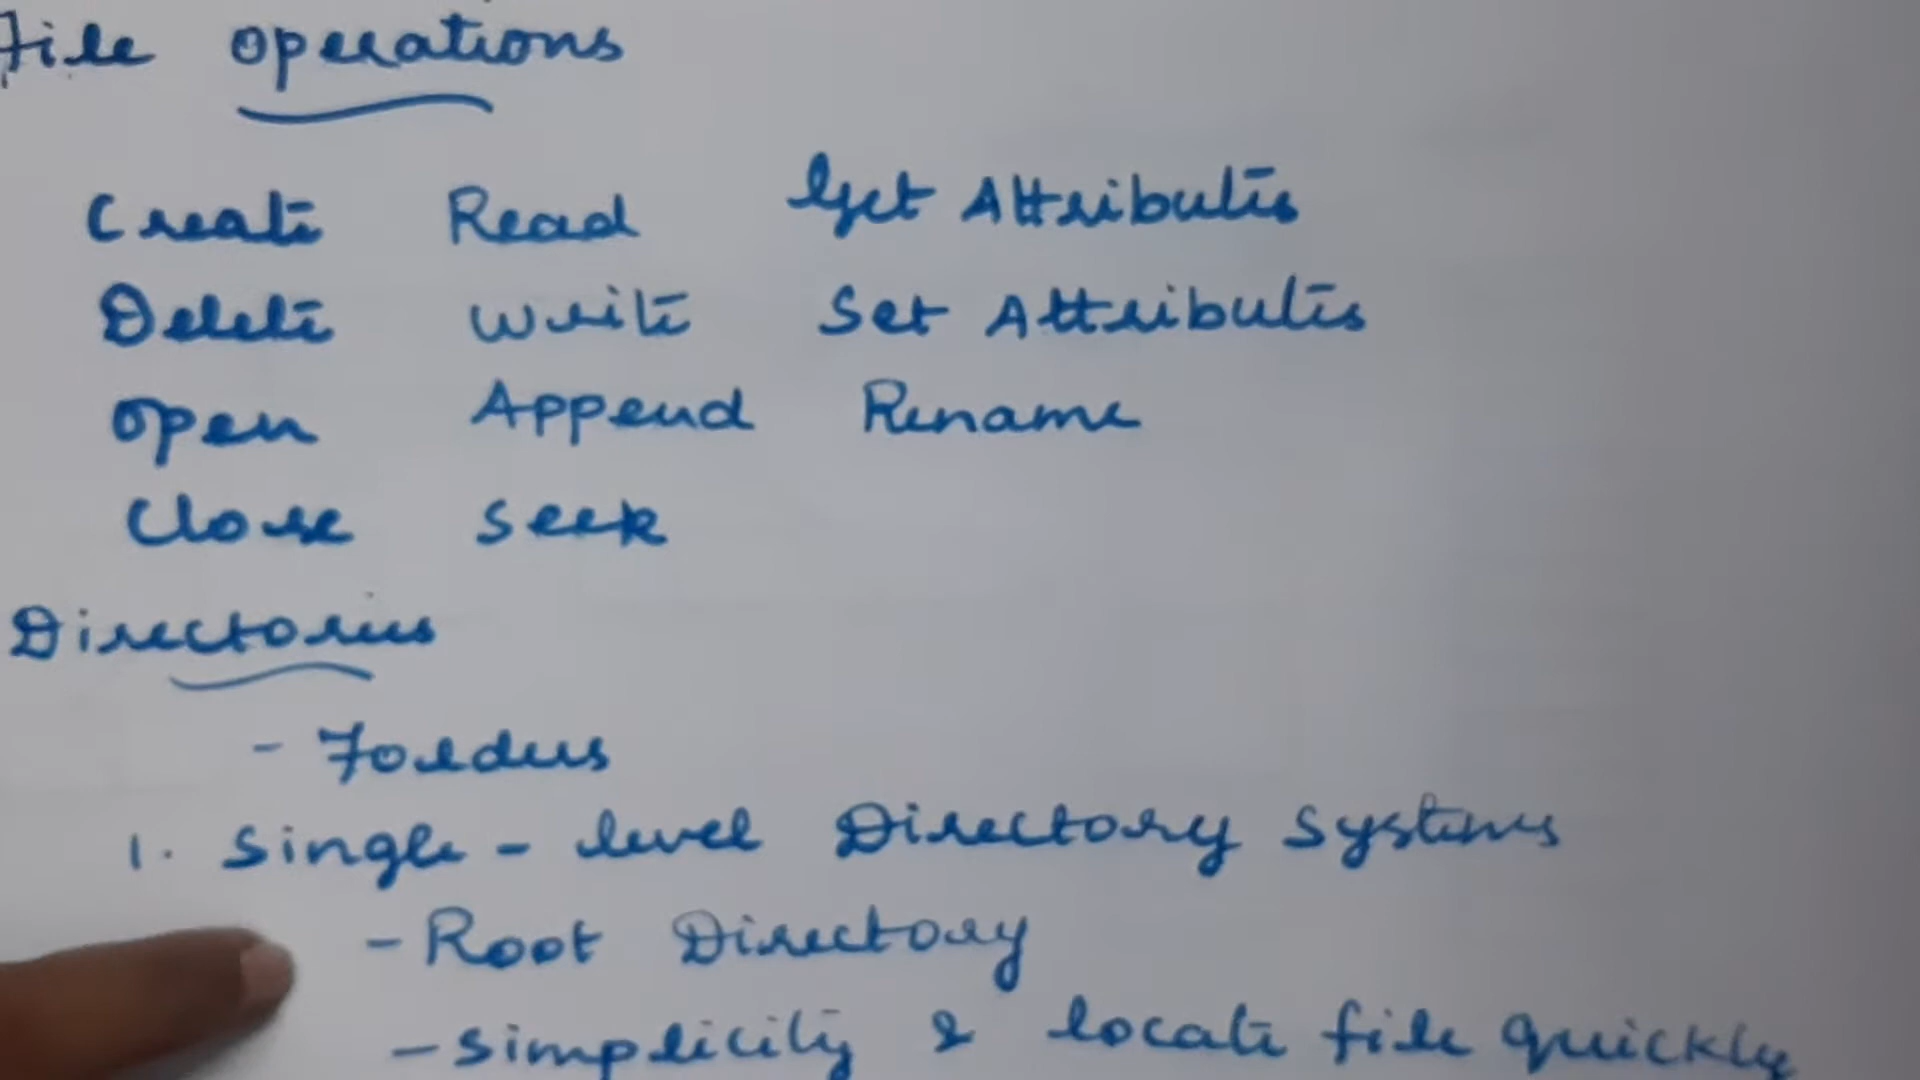 File operations
Create Read Get Attributes
Delete Write Set Attributes
Open Append Rename
Close Seek
Directories
- Folders
1. Single-level Directory Systems
- Root Directory
- Simplicity & locate file quickly